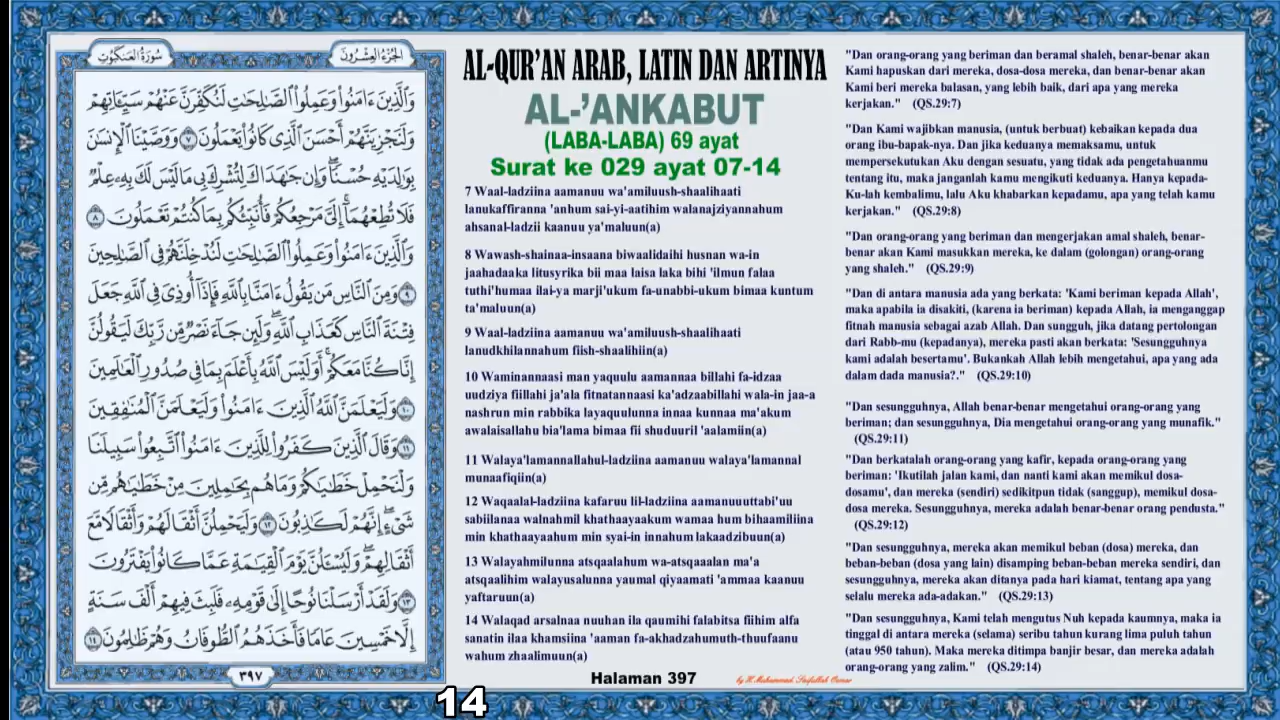 سُورَةُ العَنكَبُوتِ
الجُزْءُ العِشْرُونَ
وَالَّذِينَ ءَامَنُوا وَعَمِلُوا الصَّالِحَاتِ لَنُكَفِّرَنَّ عَنْهُمْ سَيِّئَاتِهِمْ
وَلَنَجْزِيَنَّهُمْ أَحْسَنَ الَّذِى كَانُوا يَعْمَلُونَ ٧ وَوَصَّيْنَا الْإِنسَنَ
بِوَالِدَيْهِ حُسْنًا وَإِن جَهَدَاكَ لِتُشْرِكَ بِى مَا لَيْسَ لَكَ بِهِ عِلْمٌ
فَلَا تُطِعْهُمَا إِلَىَّ مَرْجِعُكُمْ فَأُنَبِّئُكُم بِمَا كُنتُمْ تَعْمَلُونَ ٨
وَالَّذِينَ ءَامَنُوا وَعَمِلُوا الصَّالِحَاتِ لَنُدْخِلَنَّهُمْ فِى الصَّالِحِينَ
٩ وَمِنَ النَّاسِ مَن يَقُولُ ءَامَنَّا بِاللَّهِ فَإِذَا أُوذِىَ فِى اللَّهِ جَعَلَ
فِتْنَةَ النَّاسِ كَعَذَابِ اللَّهِ وَلَئِن جَاءَ نَصْرٌ مِّن رَّبِّكَ لَيَقُولُنَّ
إِنَّا كُنَّا مَعَكُمْ أَوَلَيْسَ اللَّهُ بِأَعْلَمَ بِمَا فِى صُدُورِ الْعَالَمِينَ
١٠ وَلَيَعْلَمَنَّ اللَّهُ الَّذِينَ ءَامَنُوا وَلَيَعْلَمَنَّ الْمُنَافِقِينَ
١١ وَقَالَ الَّذِينَ كَفَرُوا لِلَّذِينَ ءَامَنُوا اتَّبِعُوا سَبِيلَنَا
وَلْنَحْمِلْ خَطَايَاكُمْ وَمَا هُم بِحَامِلِينَ مِنْ خَطَايَاهُم مِّن
شَىْءٍ إِنَّهُمْ لَكَاذِبُونَ ١٢ وَلَيَحْمِلُنَّ أَثْقَالَهُمْ وَأَثْقَالًا مَّعَ
أَثْقَالِهِمْ وَلَيُسْئَلُنَّ يَوْمَ الْقِيَامَةِ عَمَّا كَانُوا يَفْتَرُونَ
١٣ وَلَقَدْ أَرْسَلْنَا نُوحًا إِلَى قَوْمِهِ فَلَبِثَ فِيهِمْ أَلْفَ سَنَةٍ
إِلَّا خَمْسِينَ عَامًا فَأَخَذَهُمُ الطُّوفَانُ وَهُمْ ظَالِمُونَ ١٤
٣٩٧
AL-QUR'AN ARAB, LATIN DAN ARTINYA
AL-'ANKABUT
(LABA-LABA) 69 ayat
Surat ke 029 ayat 07-14
7 Waal-ladziina aamanuu wa'amiluush-shaalihaati
lanukaffiranna 'anhum sai-yi-aatihim walanajziyannahum
ahsanal-ladzii kaanuu ya'maluun(a)
8 Wawash-shainaa-insaana biwaalidaihi husnan wa-in
jaahadaaka litusyrika bii maa laisa laka bihi 'ilmun falaa
tuthi'humaa ilai-ya marji'ukum fa-unabbi-ukum bimaa kuntum
ta'maluun(a)
9 Waal-ladziina aamanuu wa'amiluush-shaalihaati
lanudkhilannahum fiish-shaalihiin(a)
10 Waminannaasi man yaquulu aamannaa billahi fa-idzaa
uudziya fiillahi ja'ala fitnatannaasi ka'adzaabillahi wala-in jaa-a
nashrun min rabbika layaquulunna innaa kunnaa ma'akum
awalaisallahu bia'lama bimaa fii shuduuril 'aalamiin(a)
11 Walaya'lamannallahul-ladziina aamanuu walaya'lamannal
munaafiqiin(a)
12 Waqaalal-ladziina kafaruu lil-ladziina aamanuuuttabi'uu
sabiilanaa walnahmil khathaayaakum wamaa hum bihaamiliina
min khathaayaahum min syai-in innahum lakaadzibuun(a)
13 Walayahmilunna atsqaalahum wa-atsqaalan ma'a
atsqaalihim walayusalunna yaumal qiyaamati 'ammaa kaanuu
yaftaruun(a)
14 Walaqad arsalnaa nuuhan ila qaumihi falabitsa fiihim alfa
sanatin ilaa khamsiina 'aaman fa-akhadzahumuth-thuufaanu
wahum zhaalimuun(a)
Halaman 397
by H. Muhammad. Saifullah Oemar
"Dan orang-orang yang beriman dan beramal shaleh, benar-benar akan
Kami hapuskan dari mereka, dosa-dosa mereka, dan benar-benar akan
Kami beri mereka balasan, yang lebih baik, dari apa yang mereka
kerjakan." (QS.29:7)
"Dan Kami wajibkan manusia, (untuk berbuat) kebaikan kepada dua
orang ibu-bapak-nya. Dan jika keduanya memaksamu, untuk
mempersekutukan Aku dengan sesuatu, yang tidak ada pengetahuanmu
tentang itu, maka janganlah kamu mengikuti keduanya. Hanya kepada-
Ku-lah kembalimu, lalu Aku khabarkan kepadamu, apa yang telah kamu
kerjakan." (QS.29:8)
"Dan orang-orang yang beriman dan mengerjakan amal shaleh, benar-
benar akan Kami masukkan mereka, ke dalam (golongan) orang-orang
yang shaleh." (QS.29:9)
"Dan di antara manusia ada yang berkata: 'Kami beriman kepada Allah',
maka apabila ia disakiti, (karena ia beriman) kepada Allah, ia menganggap
fitnah manusia sebagai azab Allah. Dan sungguh, jika datang pertolongan
dari Rabb-mu (kepadanya), mereka pasti akan berkata: 'Sesungguhnya
kami adalah besertamu'. Bukankah Allah lebih mengetahui, apa yang ada
dalam dada manusia?." (QS.29:10)
"Dan sesungguhnya, Allah benar-benar mengetahui orang-orang yang
beriman; dan sesungguhnya, Dia mengetahui orang-orang yang munafik."
(QS.29:11)
"Dan berkatalah orang-orang yang kafir, kepada orang-orang yang
beriman: 'Ikutilah jalan kami, dan nanti kami akan memikul dosa-
dosamu', dan mereka (sendiri) sedikitpun tidak (sanggup), memikul dosa-
dosa mereka. Sesungguhnya, mereka adalah benar-benar orang pendusta."
(QS.29:12)
"Dan sesungguhnya, mereka akan memikul beban (dosa) mereka, dan
beban-beban (dosa yang lain) disamping beban-beban mereka sendiri, dan
sesungguhnya, mereka akan ditanya pada hari kiamat, tentang apa yang
selalu mereka ada-adakan." (QS.29:13)
"Dan sesungguhnya, Kami telah mengutus Nuh kepada kaumnya, maka ia
tinggal di antara mereka (selama) seribu tahun kurang lima puluh tahun
(atau 950 tahun). Maka mereka ditimpa banjir besar, dan mereka adalah
orang-orang yang zalim." (QS.29:14)
14